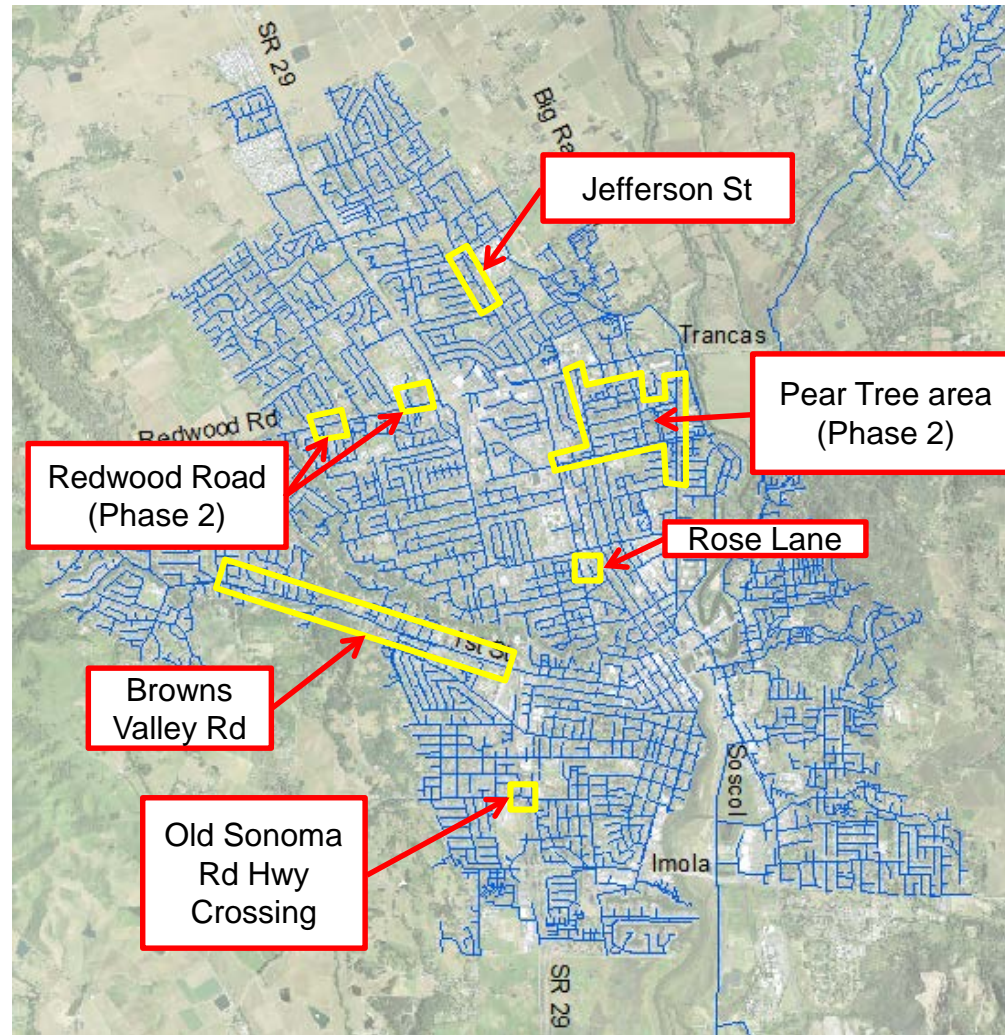 SR 29
Big Ra
Jefferson St
Trancas
Pear Tree area
(Phase 2)
Redwood Rd
Redwood Road
(Phase 2)
Rose Lane
1st St
Browns
Valley Rd
Soscol
Old Sonoma
Rd Hwy
Crossing
Imola
SR 29